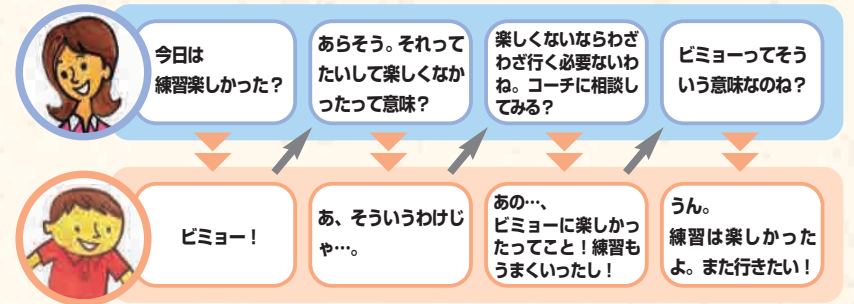 今日は
練習楽しかった？
ビミョー！
あらそう。それって
たいして楽しくなか
ったって意味？
あ、そういうわけじ
ゃ…。
楽しくないならわざ
わざ行く必要ないわ
ね。コーチに相談し
てみる？
あの…、
ビミョーに楽しかっ
たってこと！練習も
うまくいったし！
ビミョーってそう
いう意味なのね？
うん。
練習は楽しかった
よ。また行きたい！